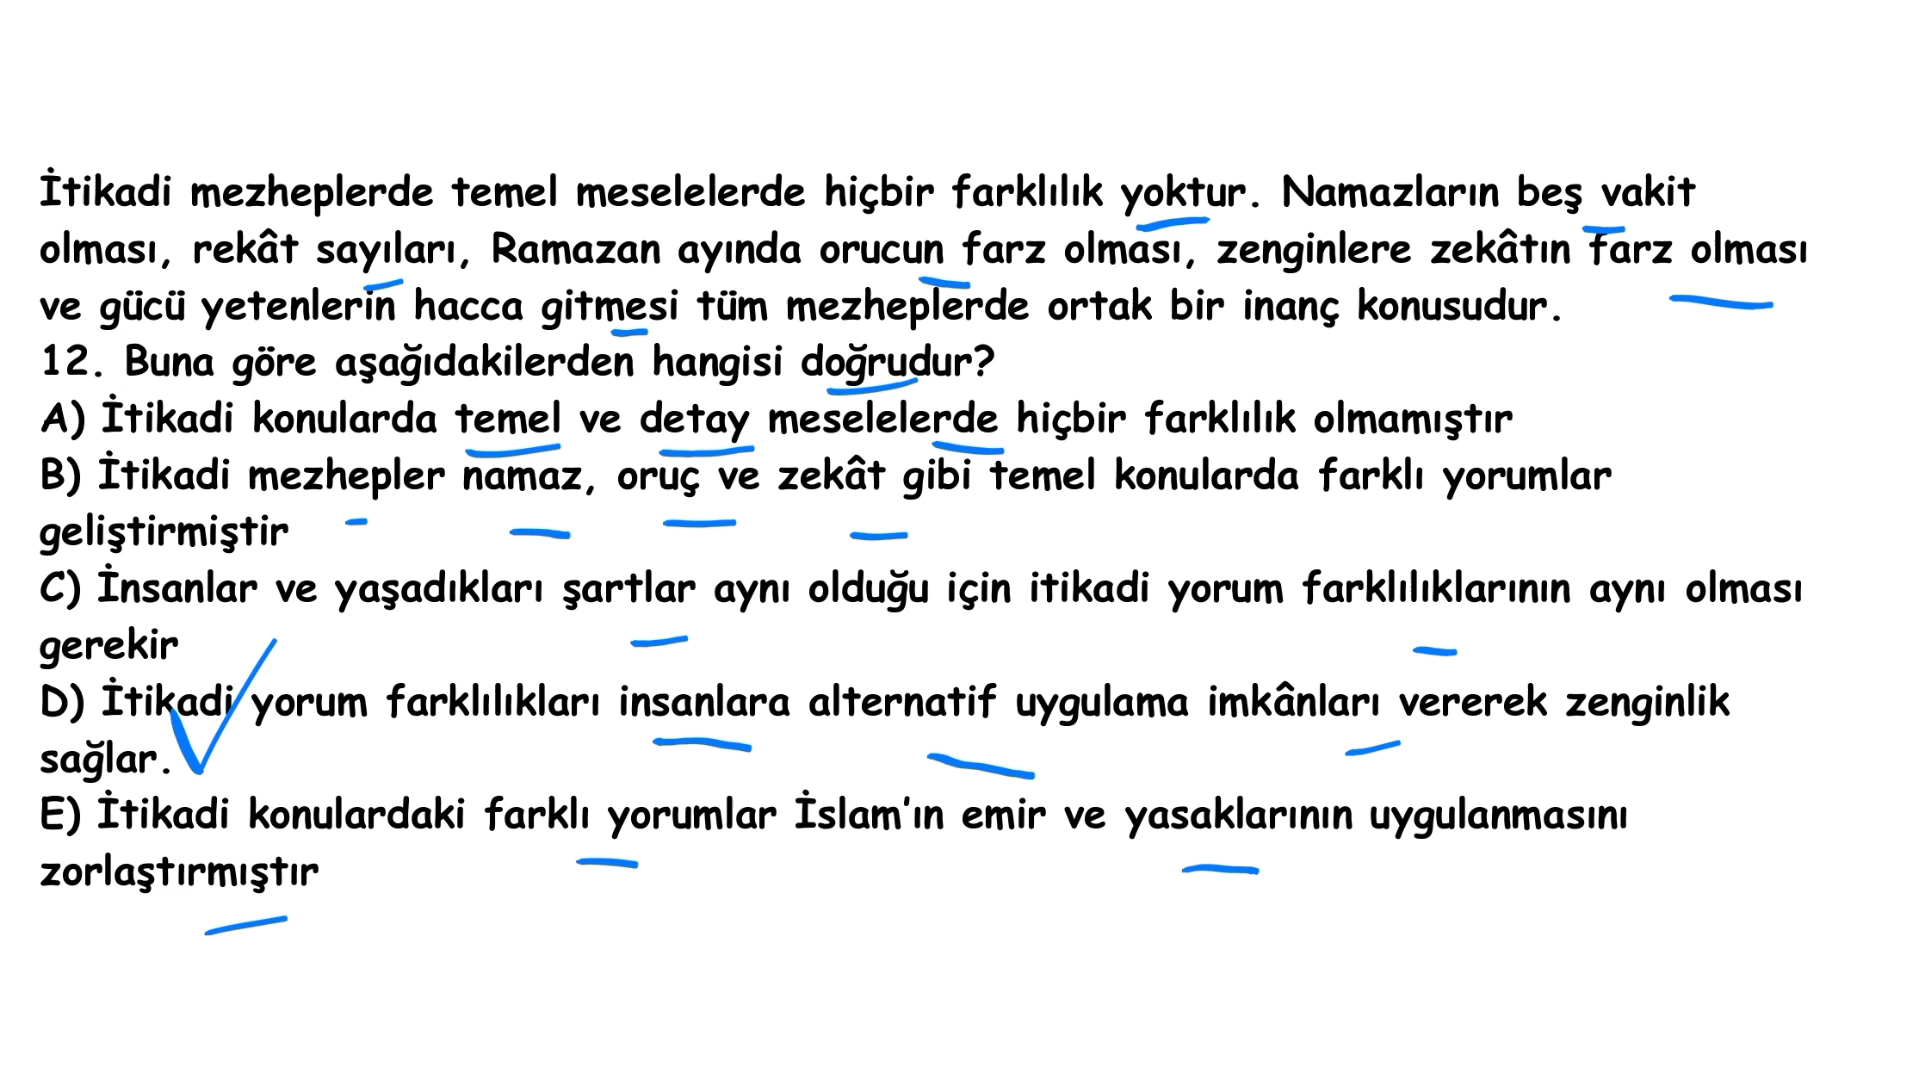 İtikadi mezheplerde temel meselelerde hiçbir farklılık yoktur. Namazların beş vakit
olması, rekât sayıları, Ramazan ayında orucun farz olması, zenginlere zekâtın farz olması
ve gücü yetenlerin hacca gitmesi tüm mezheplerde ortak bir inanç konusudur.
12. Buna göre aşağıdakilerden hangisi doğrudur?
A) İtikadi konularda temel ve detay meselelerde hiçbir farklılık olmamıştır
B) İtikadi mezhepler namaz, oruç ve zekât gibi temel konularda farklı yorumlar
geliştirmiştir
C) İnsanlar ve yaşadıkları şartlar aynı olduğu için itikadi yorum farklılıklarının aynı olması
gerekir
D) İtikadi yorum farklılıkları insanlara alternatif uygulama imkânları vererek zenginlik
sağlar.
E) İtikadi konulardaki farklı yorumlar İslam’ın emir ve yasaklarının uygulanmasını
zorlaştırmıştır